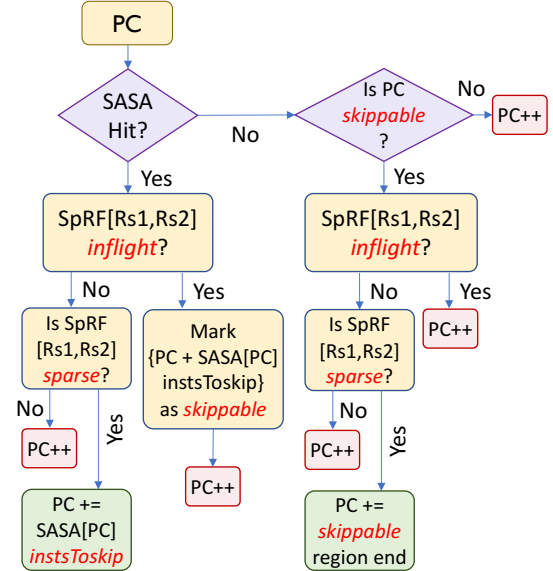 PC
SASA
Hit?
No
Is PC
skippable
?
No
PC++
Yes
SpRF[Rs1,Rs2]
inflight?
No
Yes
Is SpRF
[Rs1,Rs2]
sparse?
No
PC++
Yes
PC +=
SASA[PC]
instsToskip
Mark
{PC + SASA[PC]
instsToskip}
as skippable
PC++
Yes
SpRF[Rs1,Rs2]
inflight?
No
Yes
PC++
Is SpRF
[Rs1,Rs2]
sparse?
No
PC++
Yes
PC +=
skippable
region end